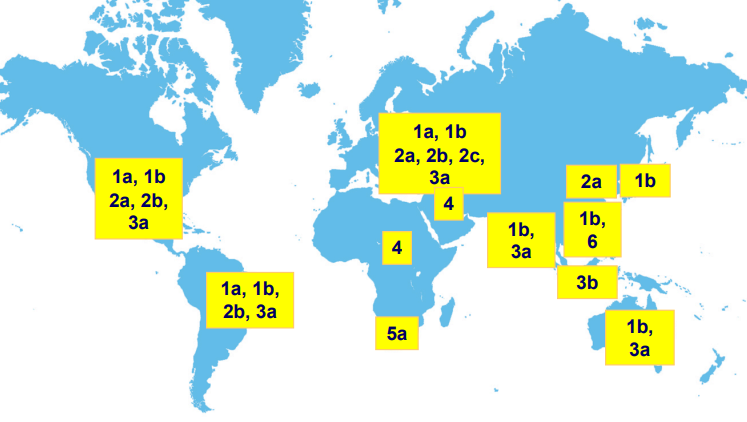 1a, 1b
2a, 2b, 2c,
3a
1a, 1b
2a, 2b,
3a
2a
1b
4
1b,
3a
1b,
6
4
3b
1a, 1b,
2b, 3a
5a
1b,
3a